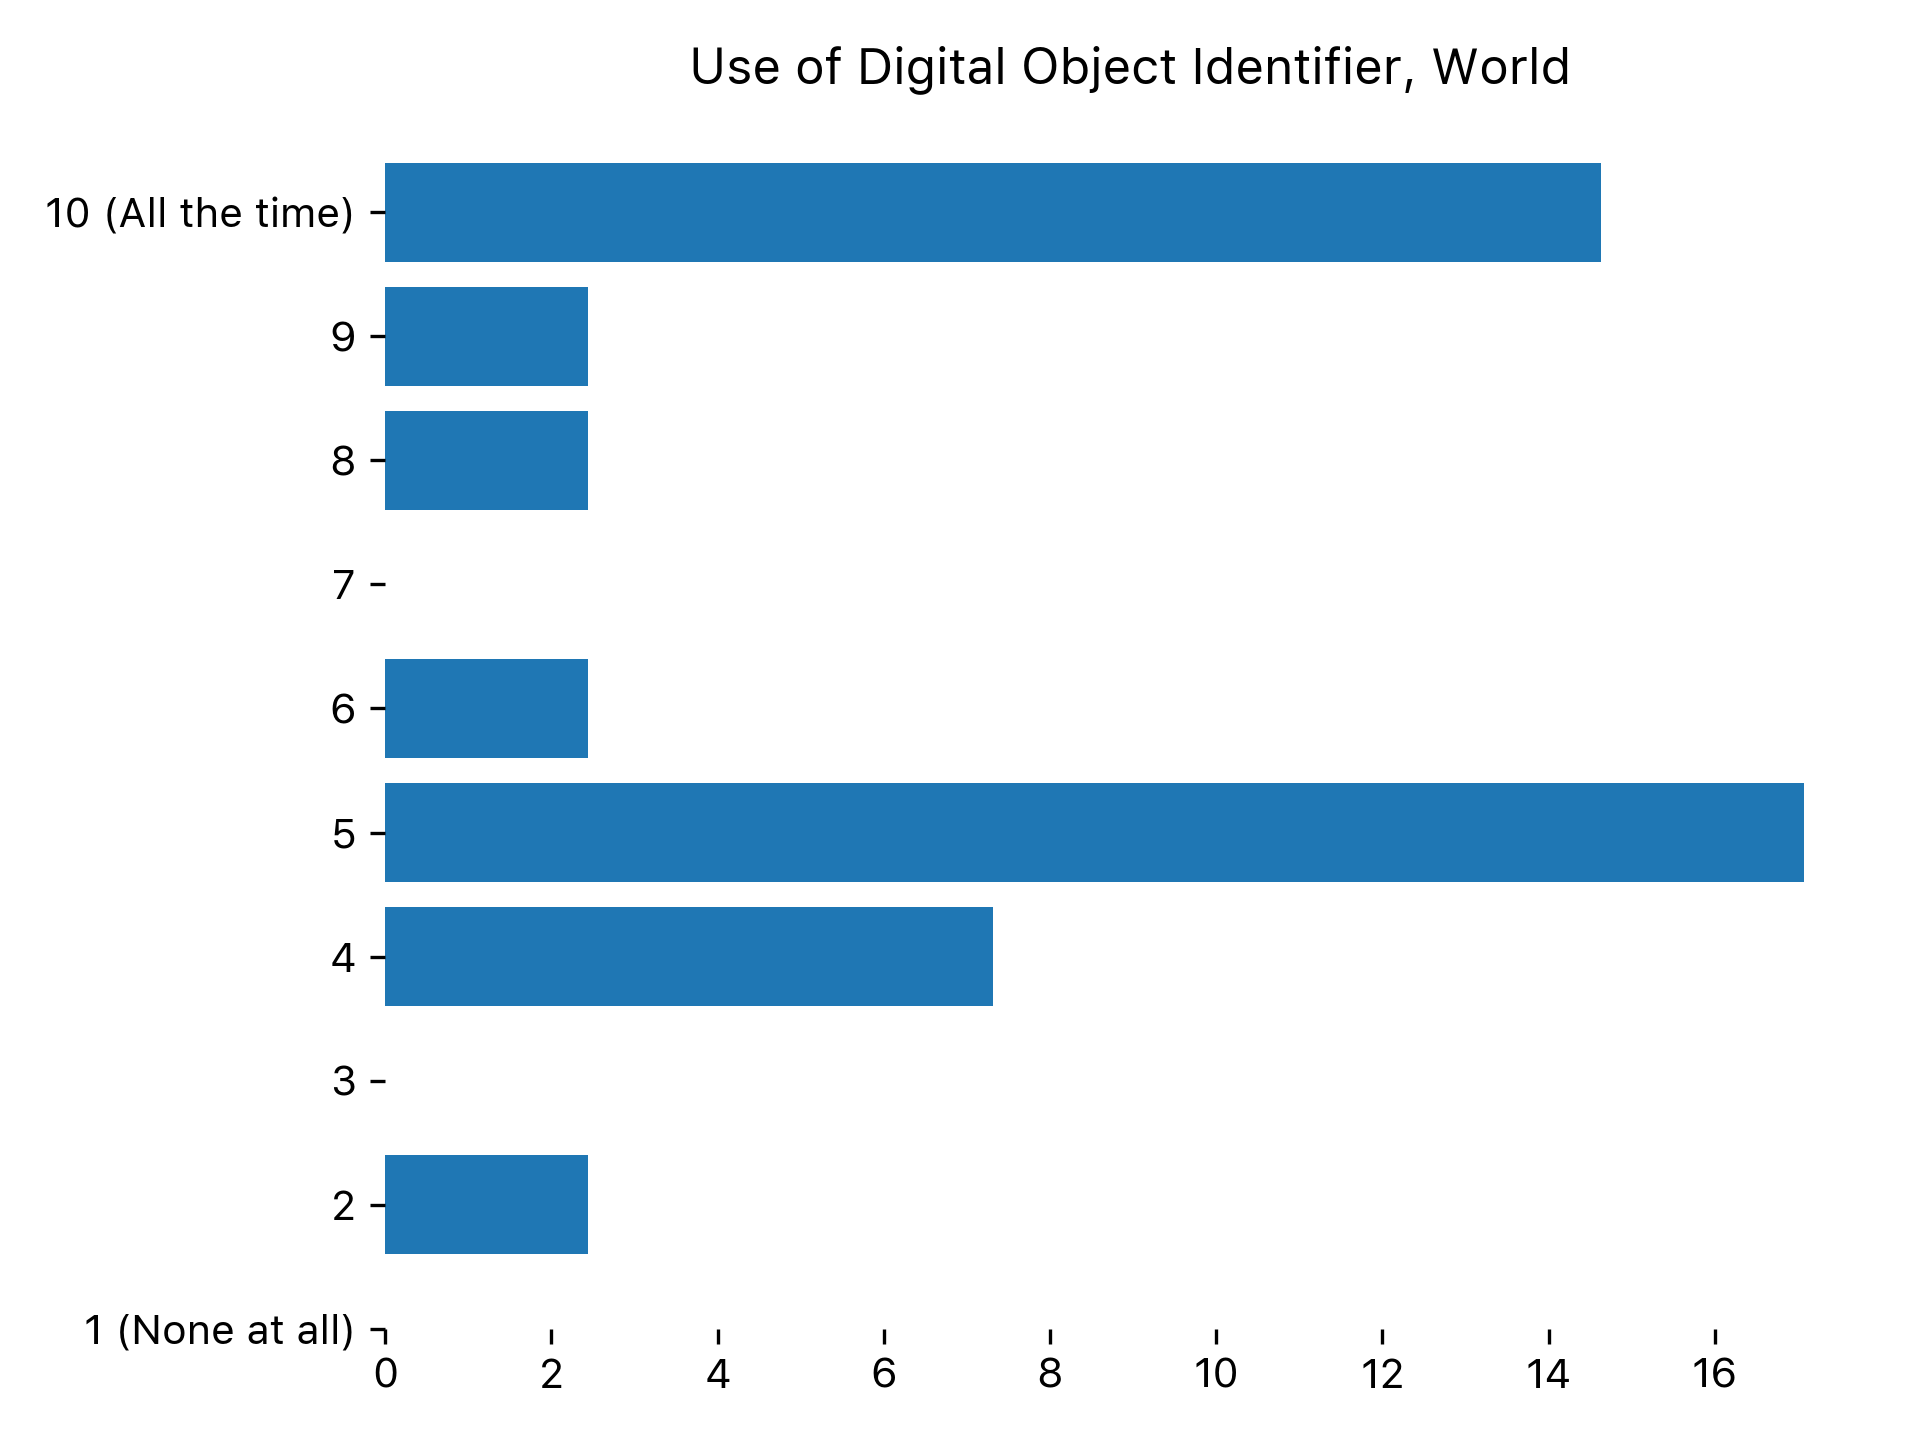 Use of Digital Object Identifier, World
10 (All the time)
9
8
7
6
5
4
3
2
1 (None at all)
0 2 4 6 8 10 12 14 16